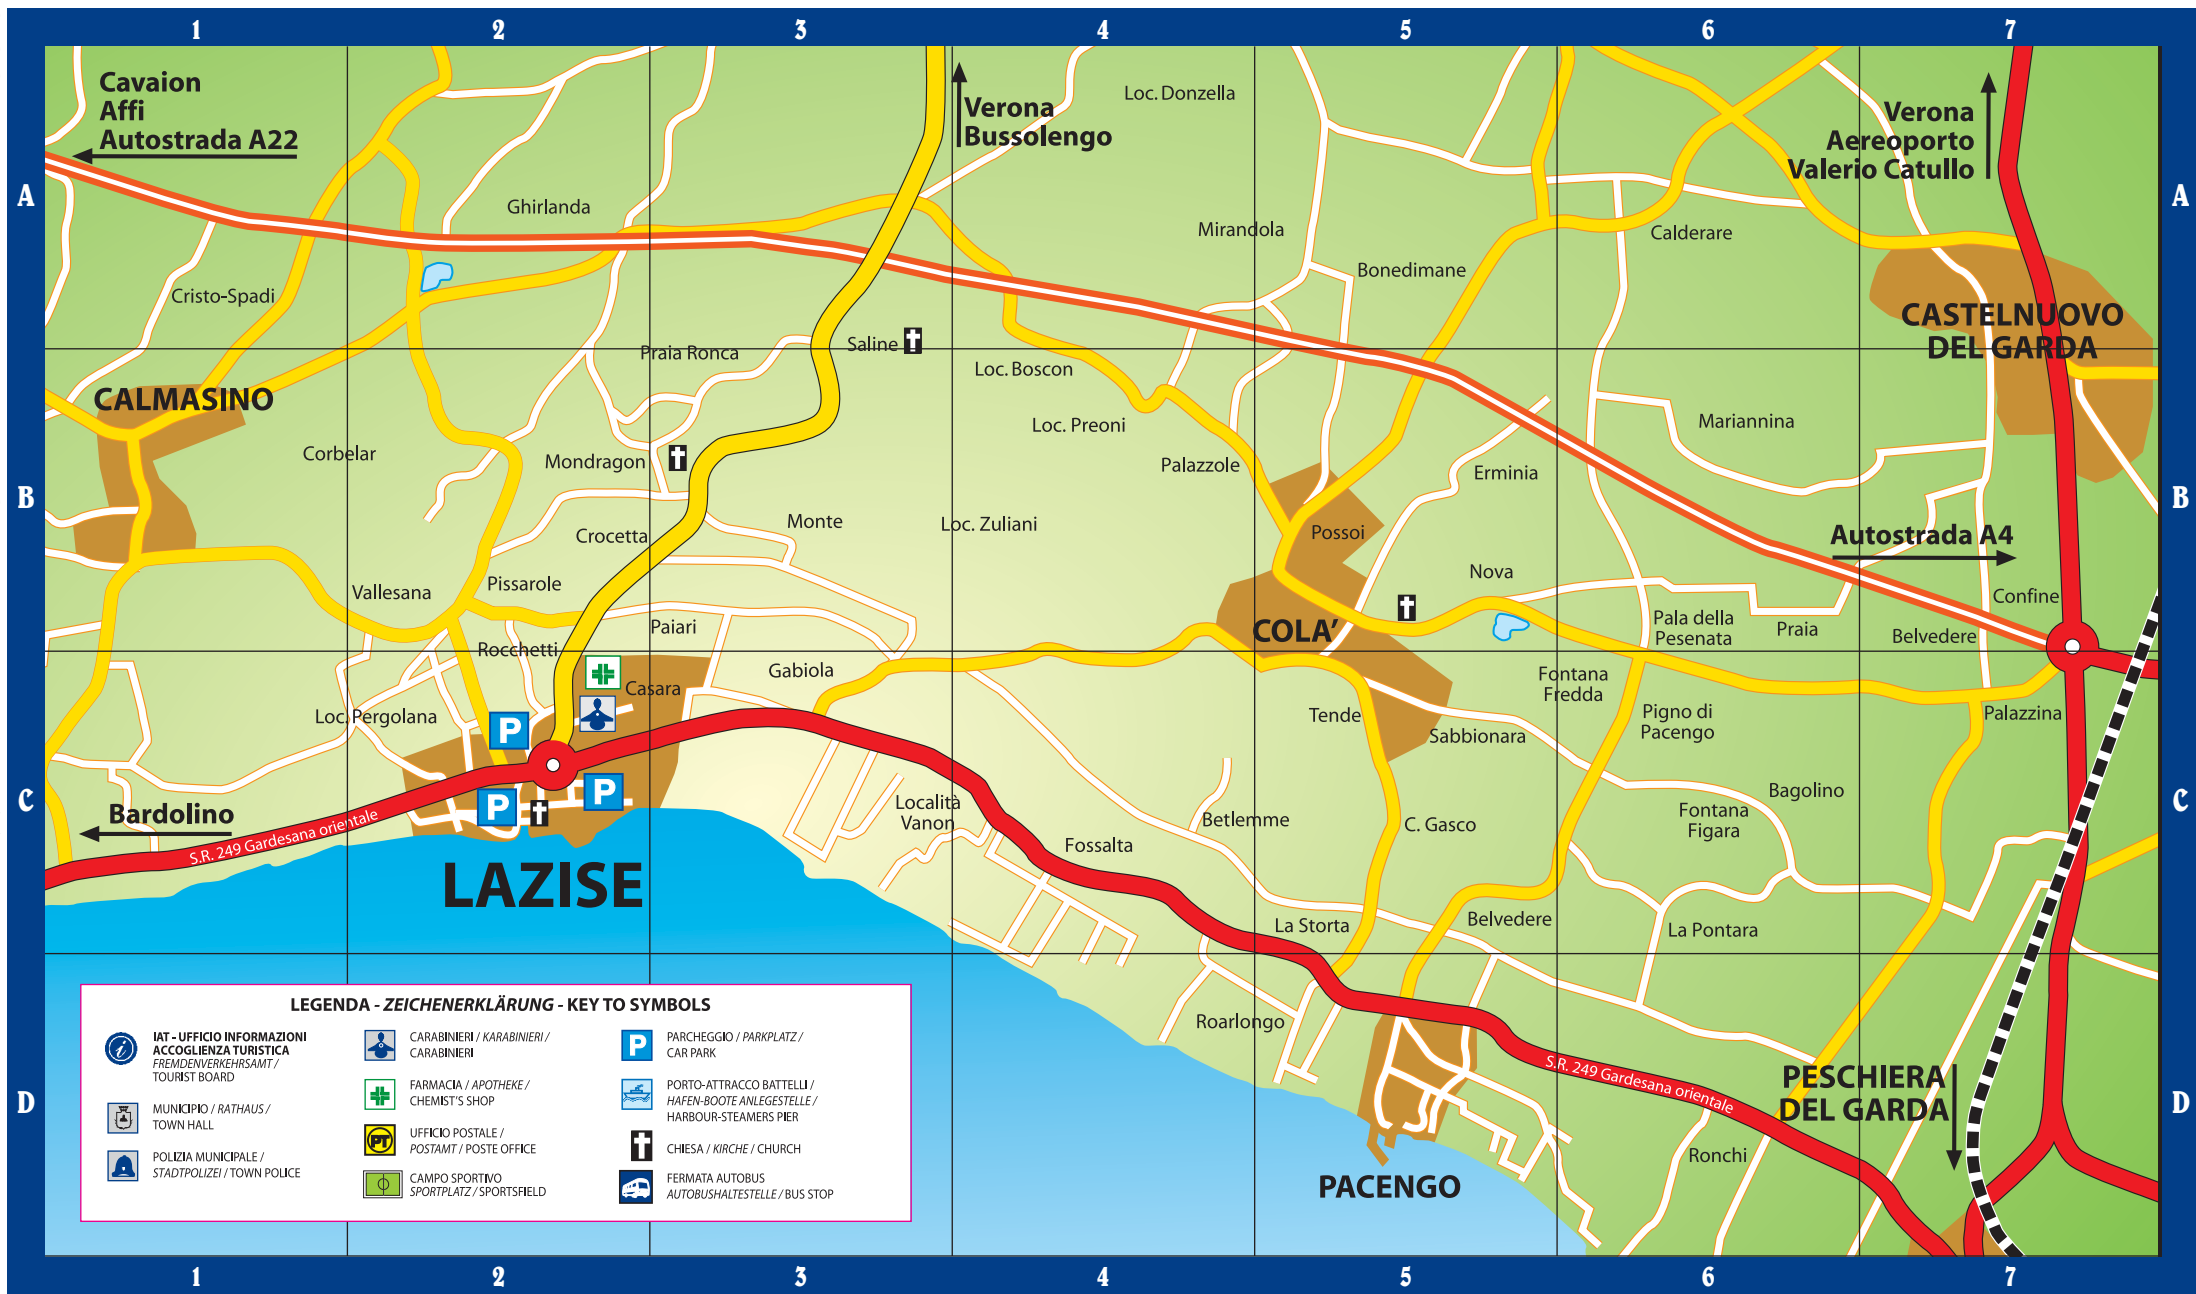 1 2 3 4 5 6 7
A
B
C
D
A
B
C
D
Cavaion
Affi
Autostrada A22
Verona
Bussolengo
Loc. Donzella
Verona
Aereoporto
Valerio Catullo
Ghirlanda
Mirandola
Calderare
Bonedimane
Cristo-Spadi
CASTELNUOVO
DEL GARDA
Praia Ronca
Saline
Loc. Boscon
CALMASINO
Loc. Preoni
Mariannina
Corbelar
Mondragon
Palazzole
Erminia
Crocetta
Monte
Loc. Zuliani
Possoi
Autostrada A4
Vallesana
Pissarole
Nova
Confine
Paiari
COLA’
Pala della
Pesenata
Praia
Belvedere
Rocchetti
Casara
Gabiola
Fontana
Fredda
Loc. Pergolana
Tende
Sabbionara
Pigno di
Pacengo
Palazzina
P
P
P
Bardolino
S.R. 249 Gardesana orientale
Località
Vanon
Betlemme
C. Gasco
Bagolino
Fontana
Figara
Fossalta
LAZISE
La Storta
Belvedere
La Pontara
Roarlongo
S.R. 249 Gardesana orientale
PESCHIERA
DEL GARDA
Ronchi
PACENGO
LEGENDA - ZEICHENERKLÄRUNG - KEY TO SYMBOLS
i
IAT - UFFICIO INFORMAZIONI
ACCOGLIENZA TURISTICA
FREMDENVERKEHRSAMT /
TOURIST BOARD
MUNICIPIO / RATHAUS /
TOWN HALL
POLIZIA MUNICIPALE /
STADTPOLIZEI / TOWN POLICE
CARABINIERI / KARABINIERI /
CARABINIERI
FARMACIA / APOTHEKE /
CHEMIST'S SHOP
PT
UFFICIO POSTALE /
POSTAMT / POSTE OFFICE
CAMPO SPORTIVO
SPORTPLATZ / SPORTSFIELD
P
PARCHEGGIO / PARKPLATZ /
CAR PARK
PORTO-ATTRACCO BATTELLI /
HAFEN-BOOTE ANLEGESTELLE /
HARBOUR-STEAMERS PIER
CHIESA / KIRCHE / CHURCH
FERMATA AUTOBUS
AUTOBUSHALTESTELLE / BUS STOP
1 2 3 4 5 6 7